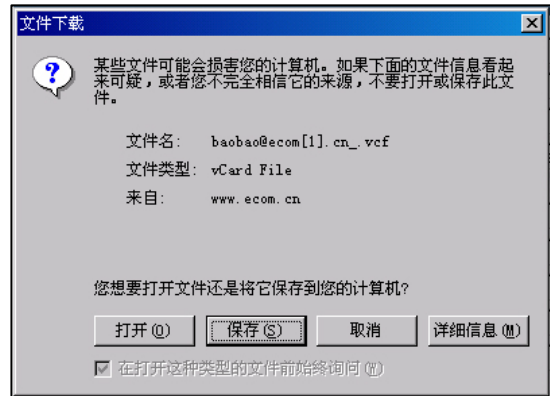 文件下载
某些文件可能会损害您的计算机。如果下面的文件信息看起
来可疑，或者您不完全相信它的来源，不要打开或保存此文
件。
文件名： baobao@ecom[1].cn_.vcf
文件类型： vCard File
来自： www.ecom.cn
您想要打开文件还是将它保存到您的计算机?
打开(O) 保存(S) 取消 详细信息(M)
在打开这种类型的文件前始终询问(W)